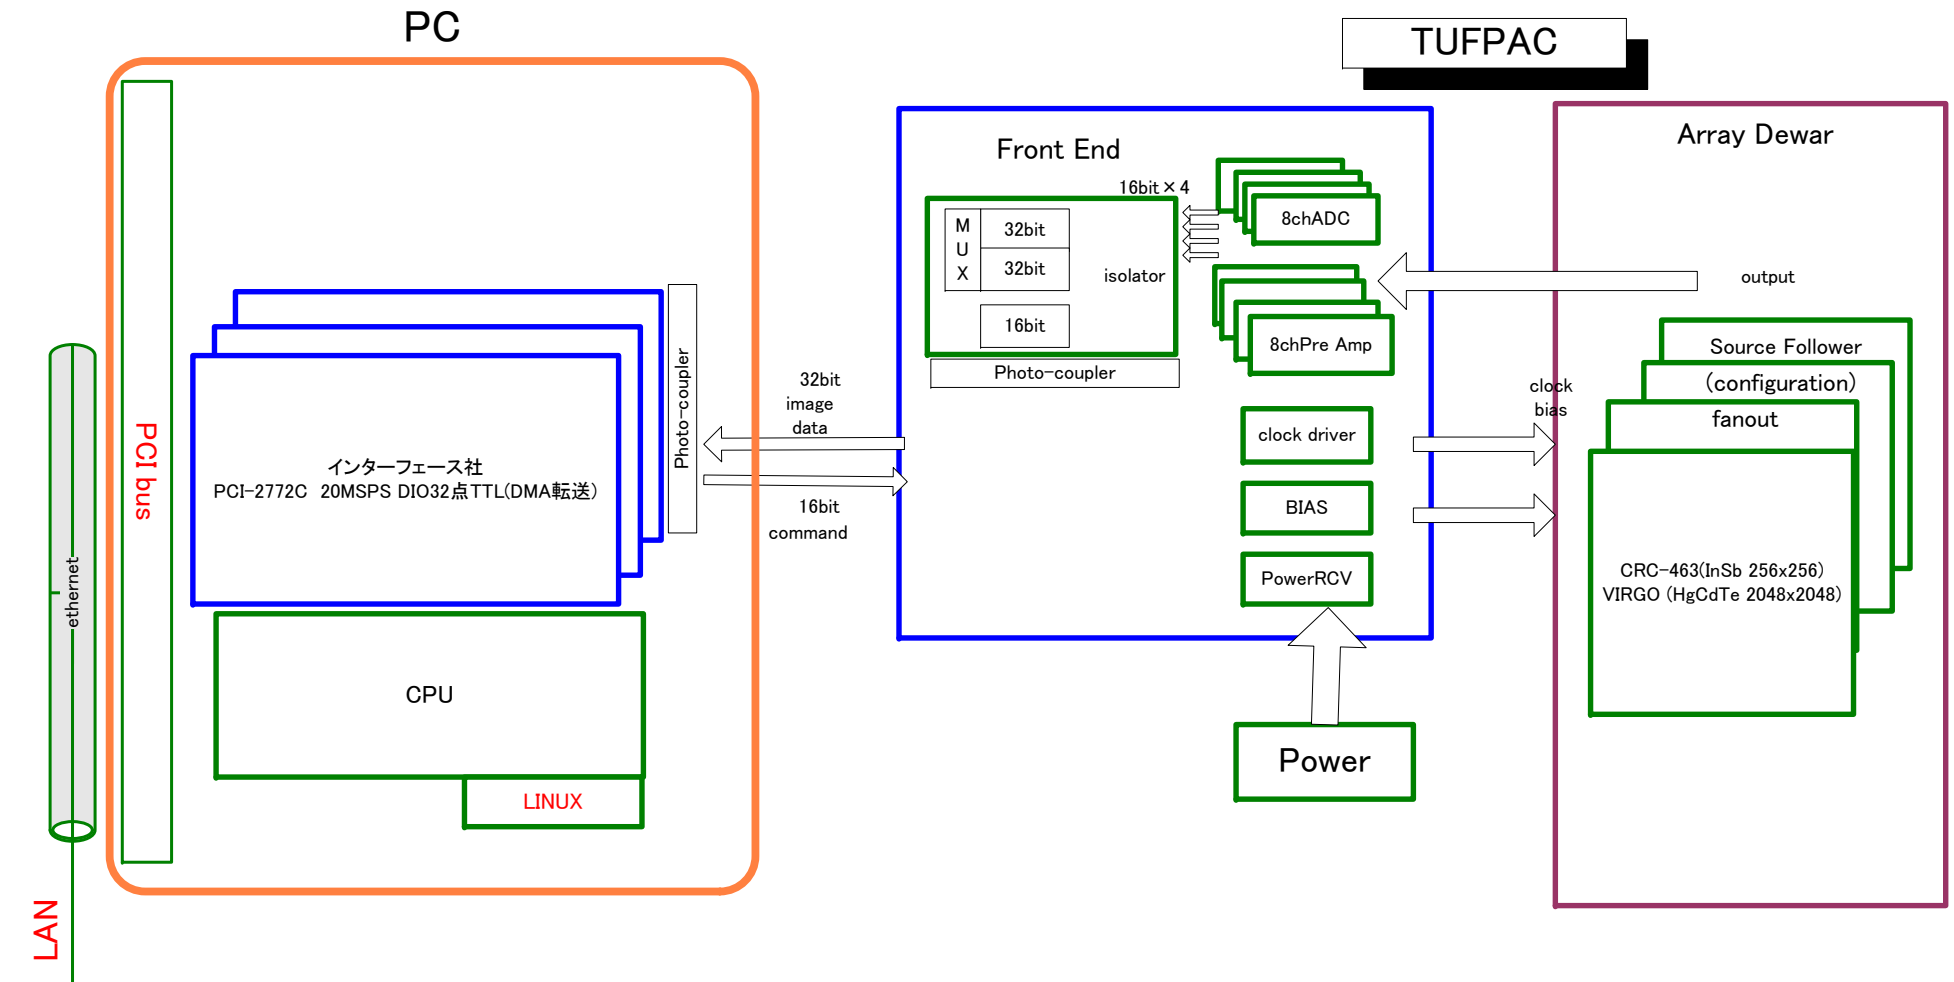 PC
TUFPAC
PCI bus
インターフェース社
PCI-2772C 20MSPS DIO32点TTL(DMA転送)
Photo-coupler
CPU
LINUX
ethernet
LAN
32bit
image
data
16bit
command
Front End
16bit×4
MUX
32bit
32bit
16bit
isolator
Photo-coupler
8chADC
8chPre Amp
clock driver
BIAS
PowerRCV
Power
clock
bias
Array Dewar
output
Source Follower
(configuration)
fanout
CRC-463(InSb 256x256)
VIRGO (HgCdTe 2048x2048)